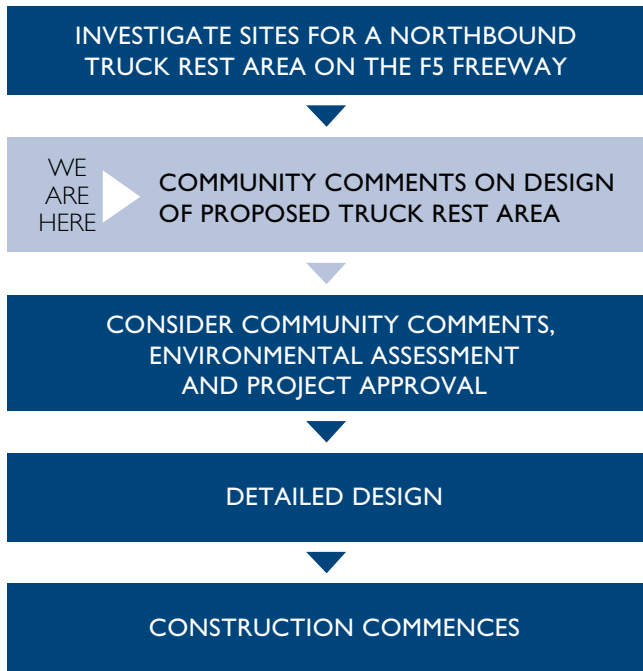 INVESTIGATE SITES FOR A NORTHBOUND
TRUCK REST AREA ON THE F5 FREEWAY
WE
ARE
HERE
COMMUNITY COMMENTS ON DESIGN
OF PROPOSED TRUCK REST AREA
CONSIDER COMMUNITY COMMENTS,
ENVIRONMENTAL ASSESSMENT
AND PROJECT APPROVAL
DETAILED DESIGN
CONSTRUCTION COMMENCES